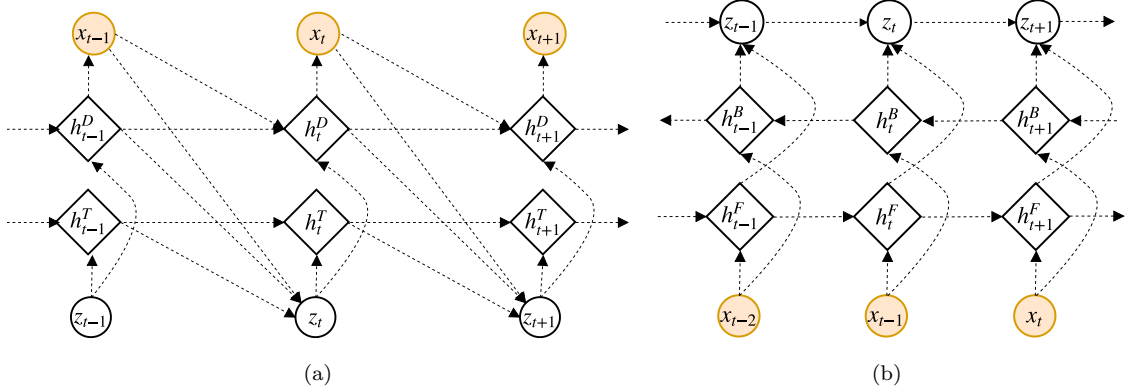 x_{t−1} x_t x_{t+1}
h^D_{t−1} h^D_t h^D_{t+1}
h^T_{t−1} h^T_t h^T_{t+1}
z_{t−1} z_t z_{t+1}
(a)
z_{t−1} z_t z_{t+1}
h^B_{t−1} h^B_t h^B_{t+1}
h^F_{t−1} h^F_t h^F_{t+1}
x_{t−2} x_{t−1} x_t
(b)